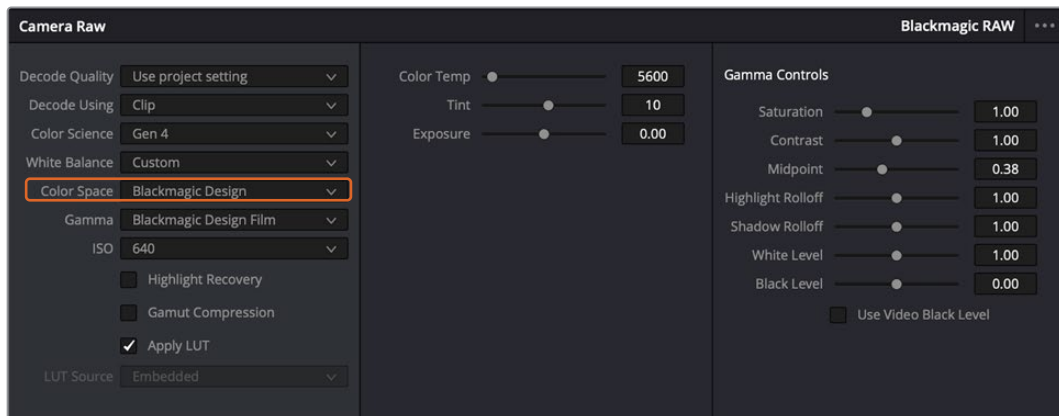 Camera Raw
Blackmagic RAW
Decode Quality Use project setting
Decode Using Clip
Color Science Gen 4
White Balance Custom
Color Space Blackmagic Design
Gamma Blackmagic Design Film
ISO 640
Highlight Recovery
Gamut Compression
Apply LUT
LUT Source Embedded
Color Temp 5600
Tint 10
Exposure 0.00
Gamma Controls
Saturation 1.00
Contrast 1.00
Midpoint 0.38
Highlight Rolloff 1.00
Shadow Rolloff 1.00
White Level 1.00
Black Level 0.00
Use Video Black Level